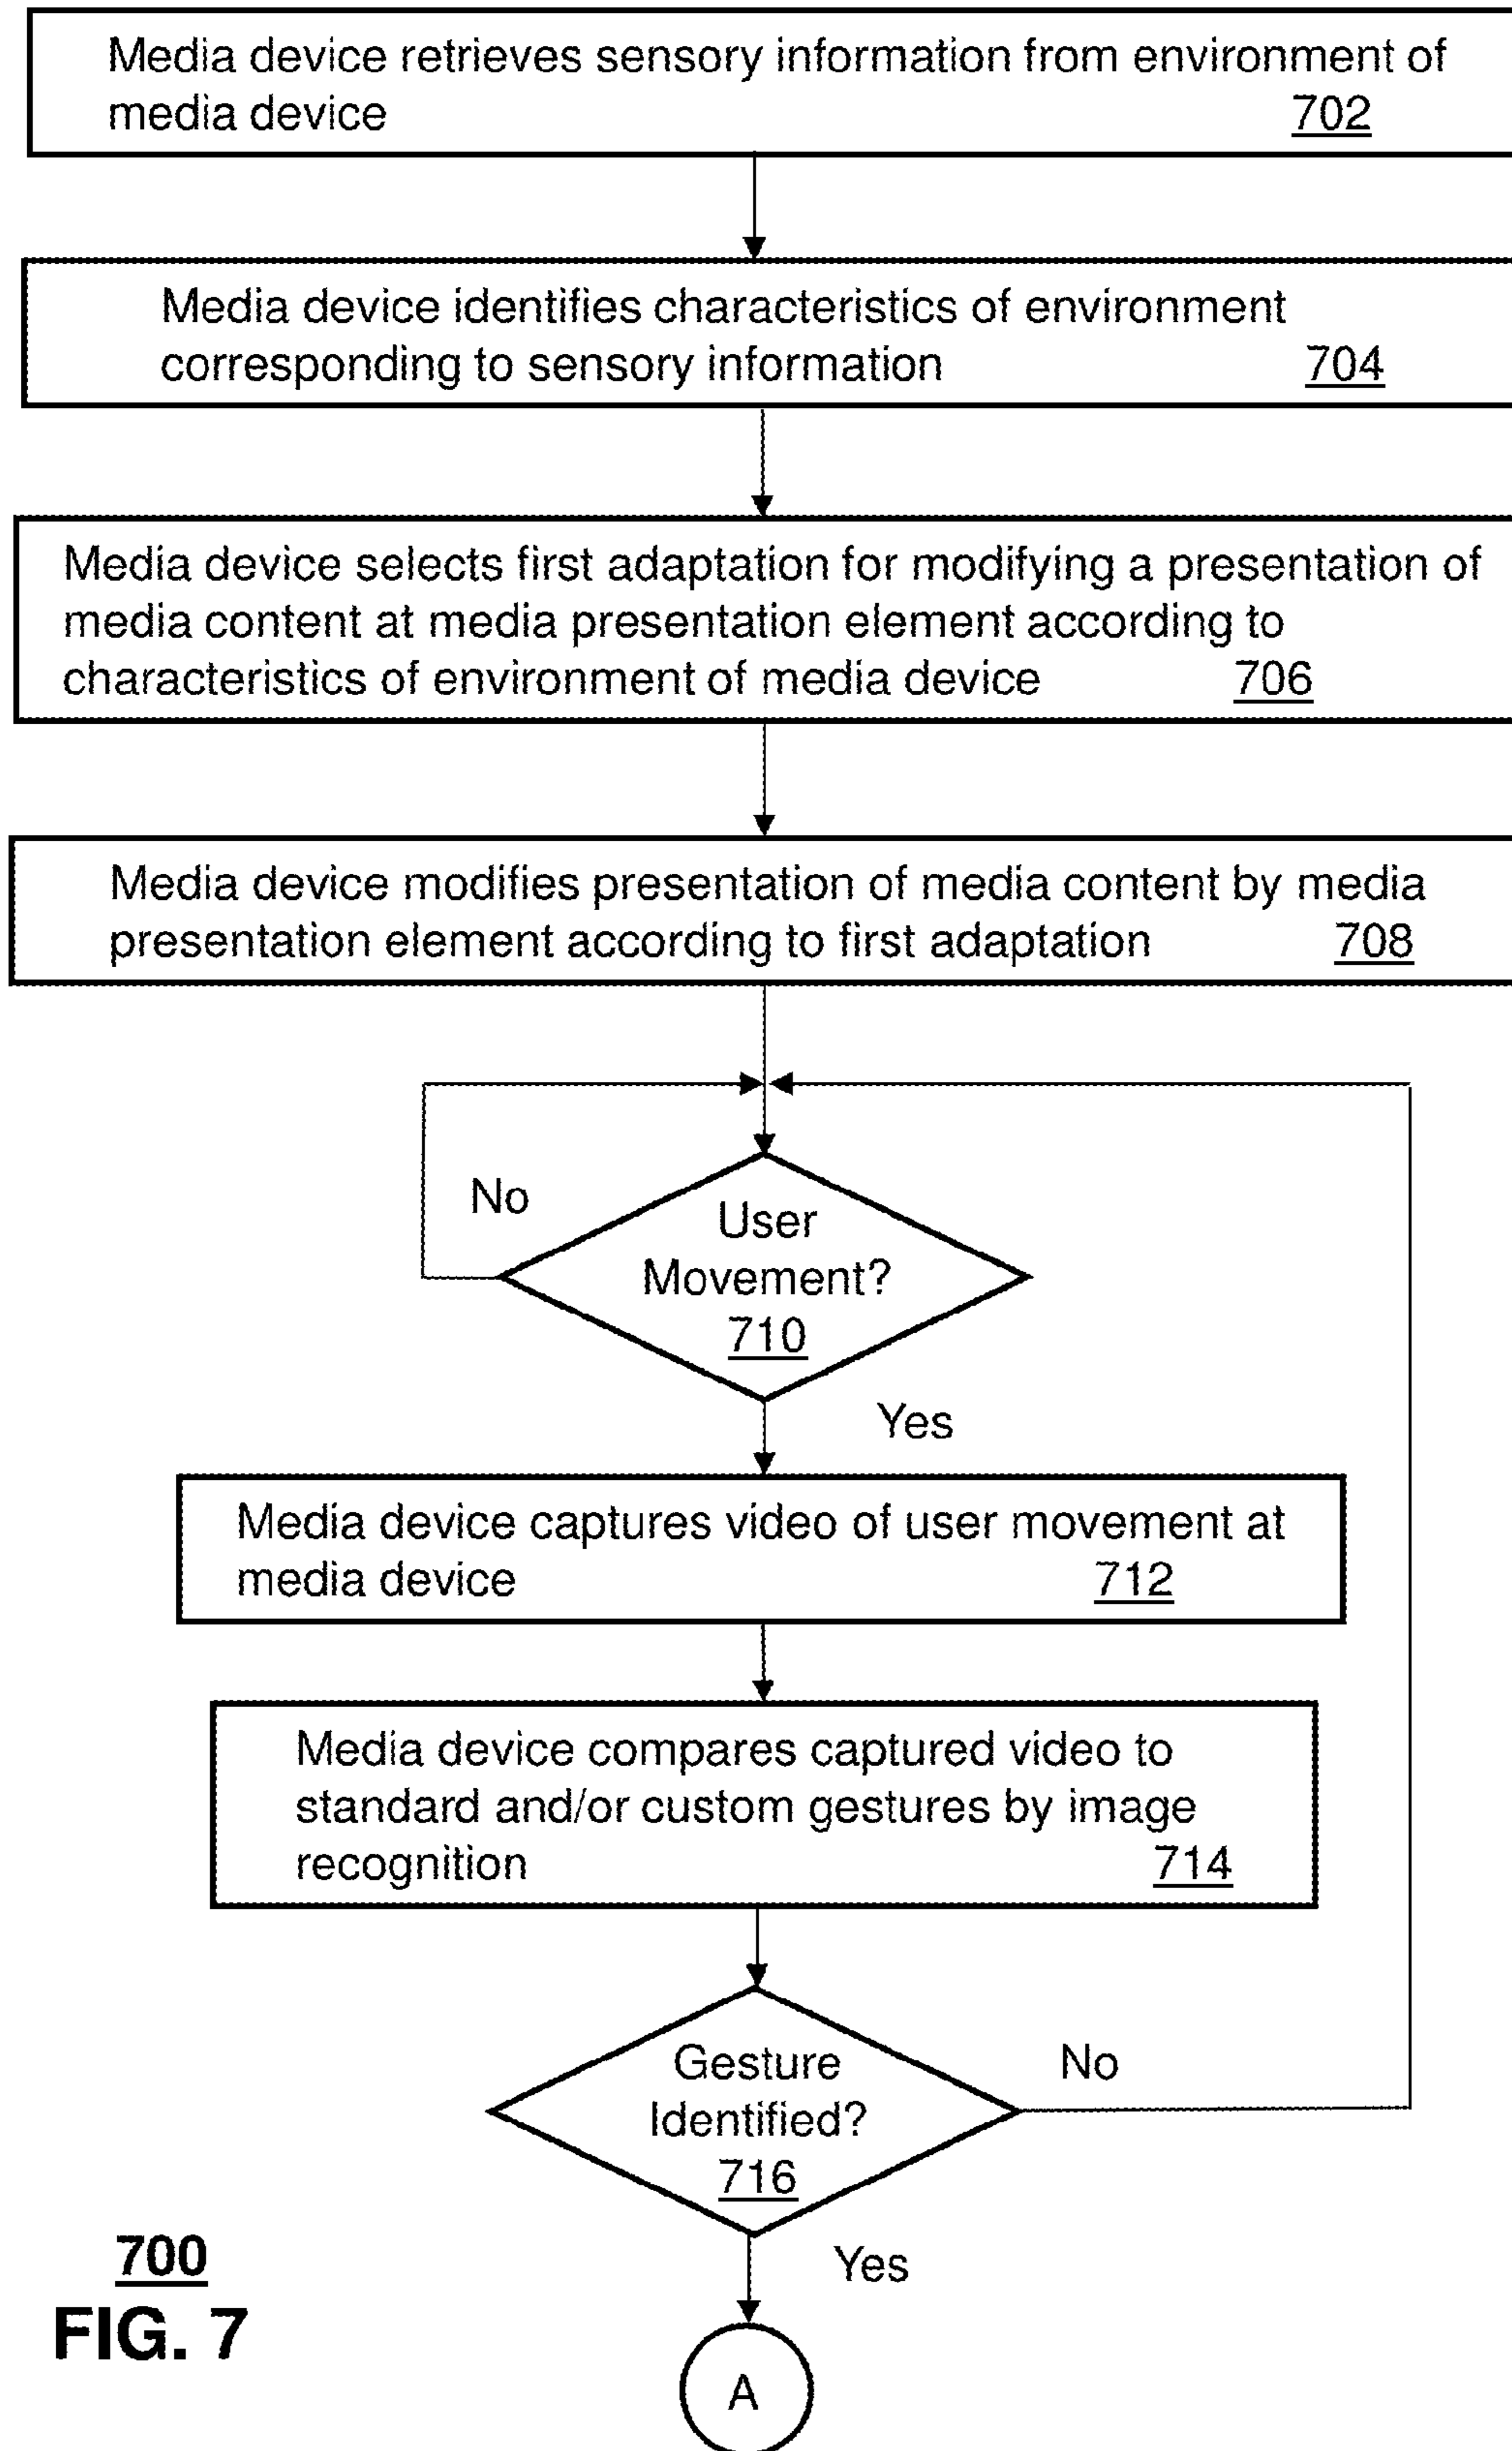 Media device retrieves sensory information from environment of
media device 702
Media device identifies characteristics of environment
corresponding to sensory information 704
Media device selects first adaptation for modifying a presentation of
media content at media presentation element according to
characteristics of environment of media device 706
Media device modifies presentation of media content by media
presentation element according to first adaptation 708
No
User
Movement?
710
Yes
Media device captures video of user movement at
media device 712
Media device compares captured video to
standard and/or custom gestures by image
recognition 714
Gesture
Identified?
716
No
Yes
700
FIG. 7
A